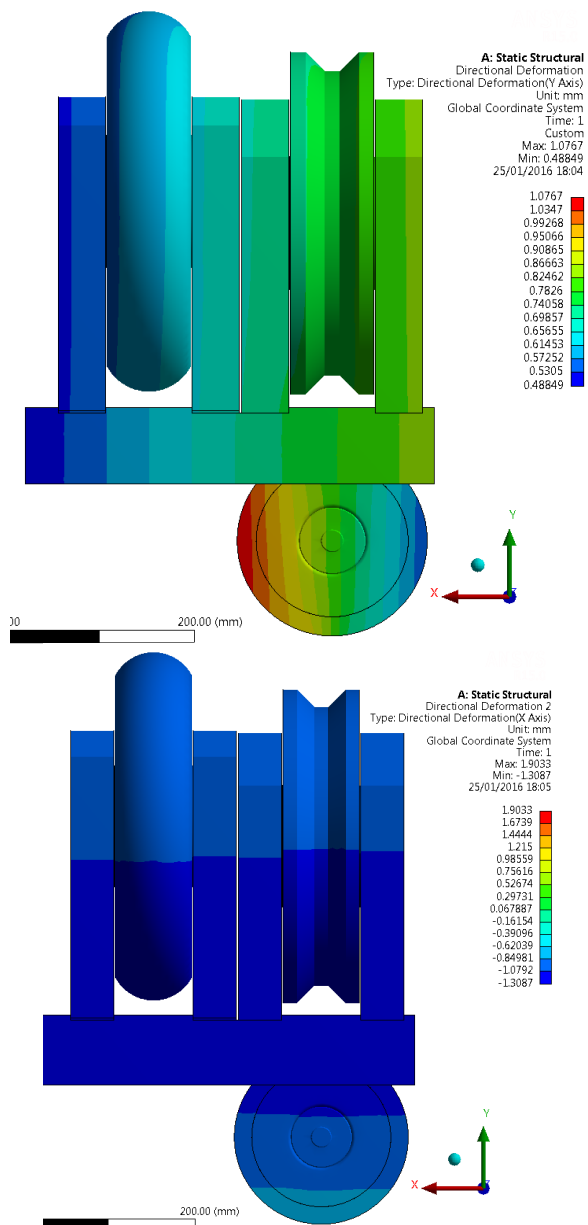 A: Static Structural
Directional Deformation
Type: Directional Deformation(Y Axis)
Unit: mm
Global Coordinate System
Time: 1
Custom
Max: 1.0767
Min: 0.48849
25/01/2016 18:04
1.0767
1.0347
0.99268
0.95066
0.90865
0.86663
0.82462
0.7826
0.74058
0.69857
0.65655
0.61453
0.57252
0.5305
0.48849
Y
X
200.00 (mm)
A: Static Structural
Directional Deformation 2
Type: Directional Deformation(X Axis)
Unit: mm
Global Coordinate System
Time: 1
Max: 1.9033
Min: -1.3087
25/01/2016 18:05
1.9033
1.6739
1.4444
1.215
0.98559
0.75616
0.52674
0.29731
0.067887
-0.16154
-0.39096
-0.62039
-0.84981
-1.0792
-1.3087
Y
X
200.00 (mm)